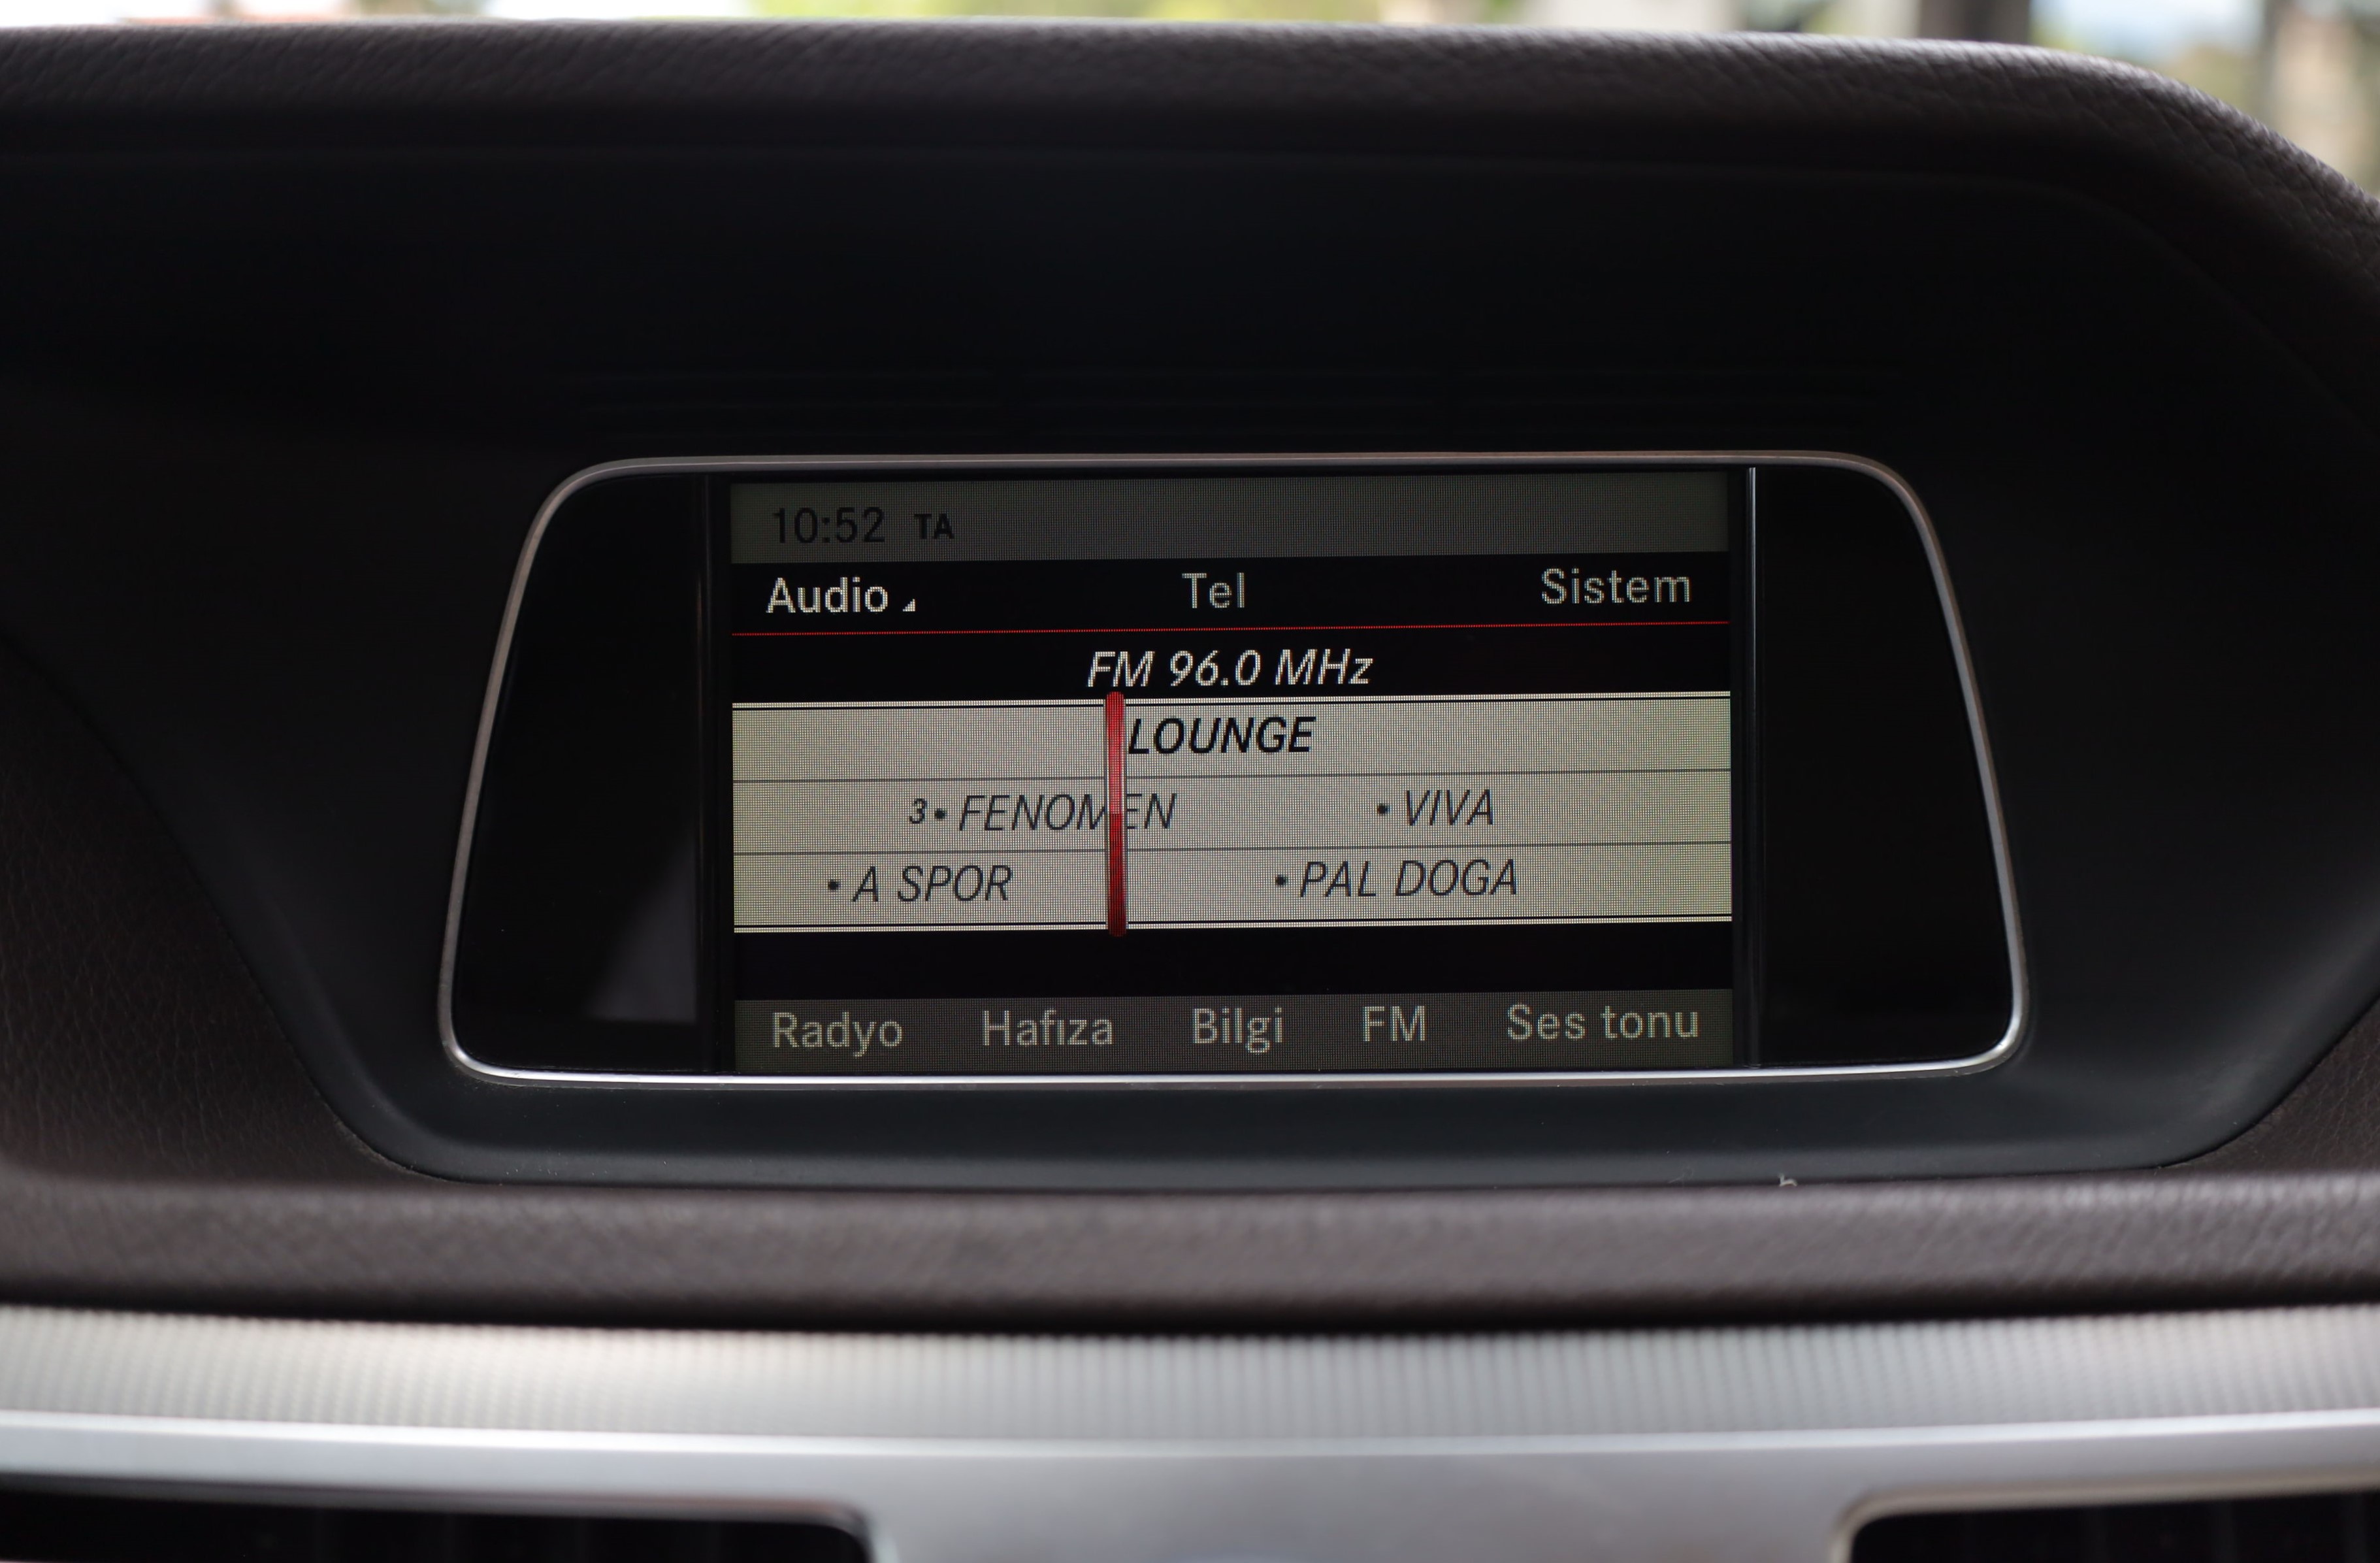 10:52 TA
Audio Tel Sistem
FM 96.0 MHz
LOUNGE
3• FENOMEN • VIVA
• A SPOR • PAL DOGA
Radyo Hafıza Bilgi FM Ses tonu